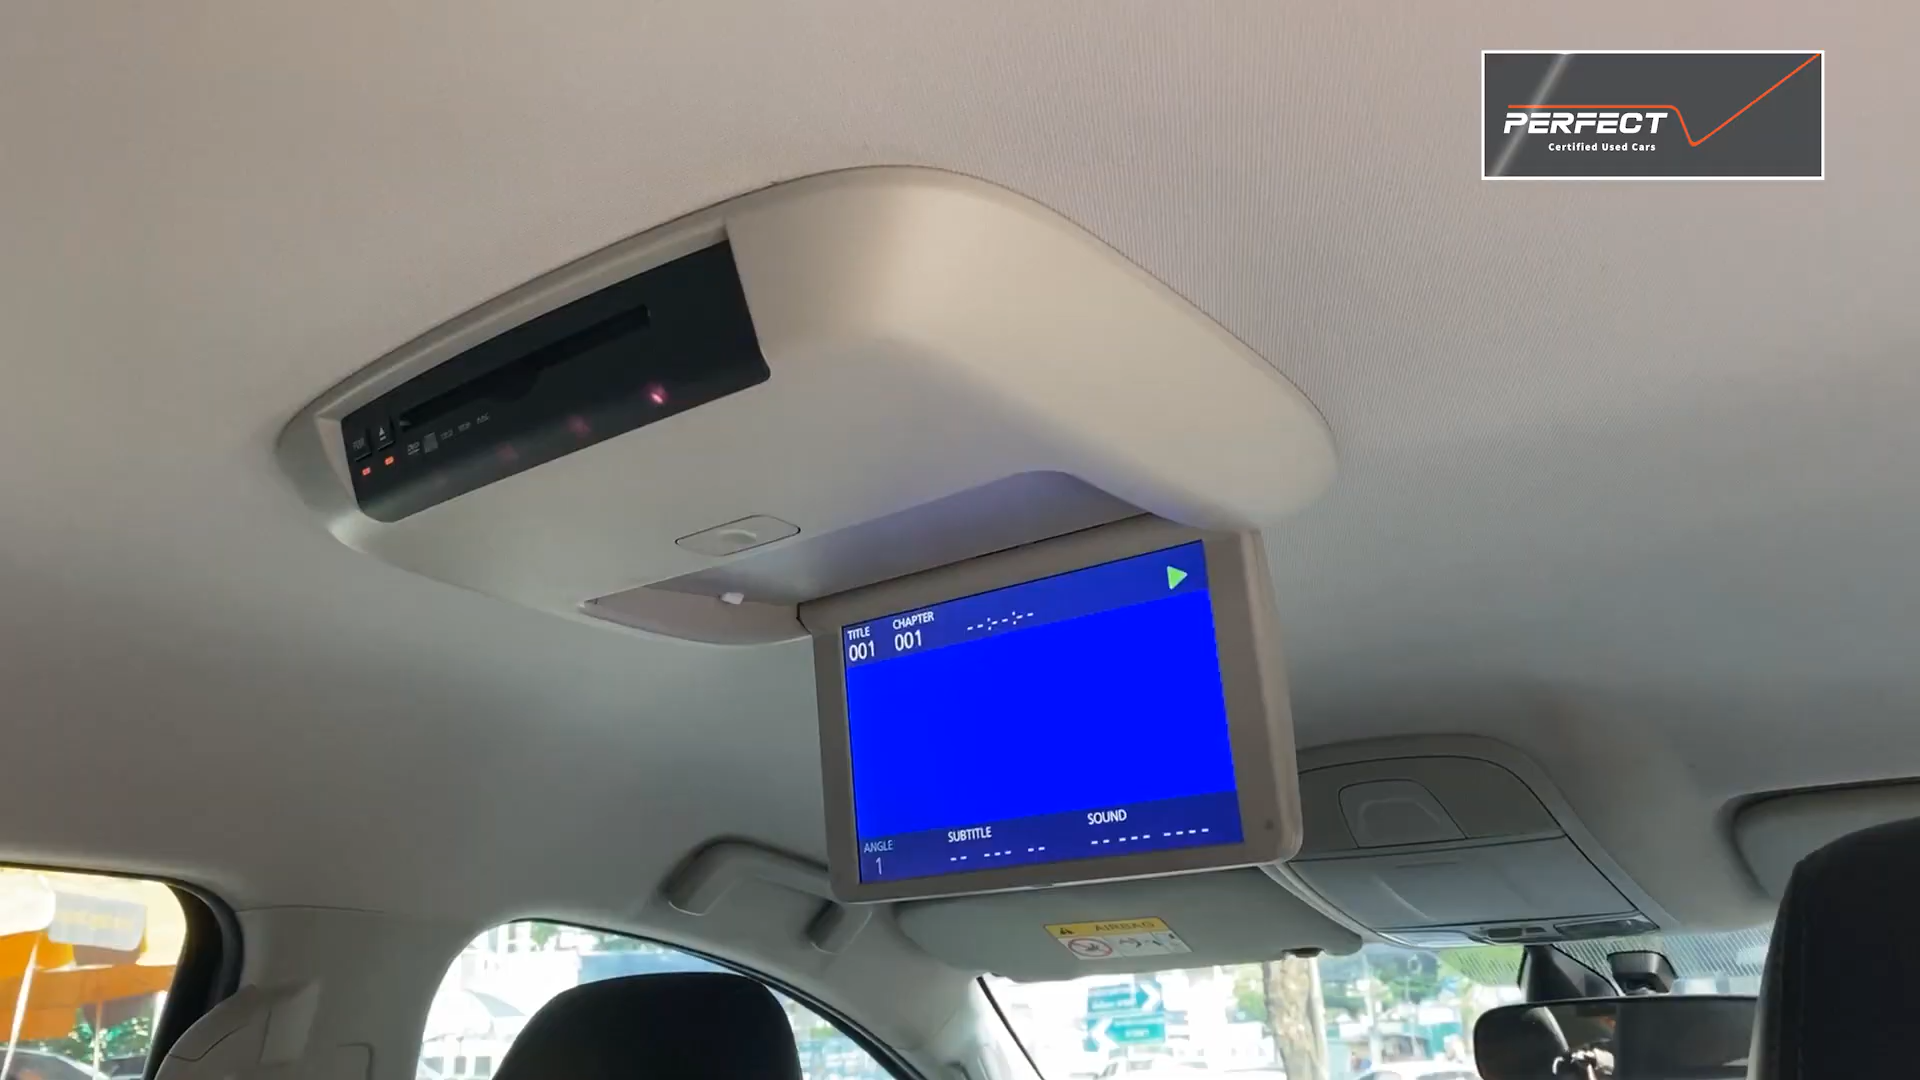 PERFECT
Certified Used Cars
TITLE
001
CHAPTER
001
--:--:--
ANGLE
1
SUBTITLE
-- --- --
SOUND
-- --- ----
AIRBAG